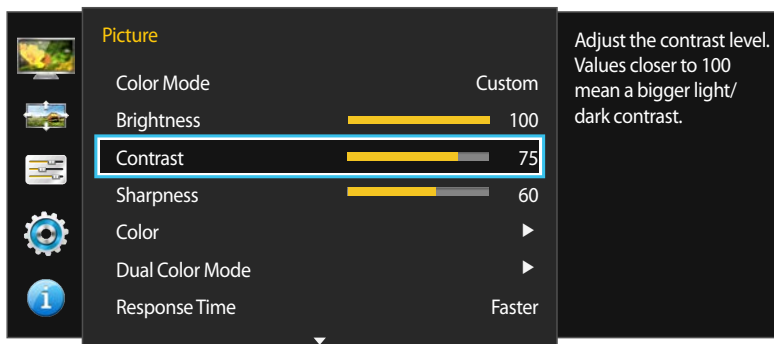 Picture
Color Mode Custom
Brightness 100
Contrast 75
Sharpness 60
Color
Dual Color Mode
Response Time Faster
Adjust the contrast level.
Values closer to 100
mean a bigger light/
dark contrast.
i